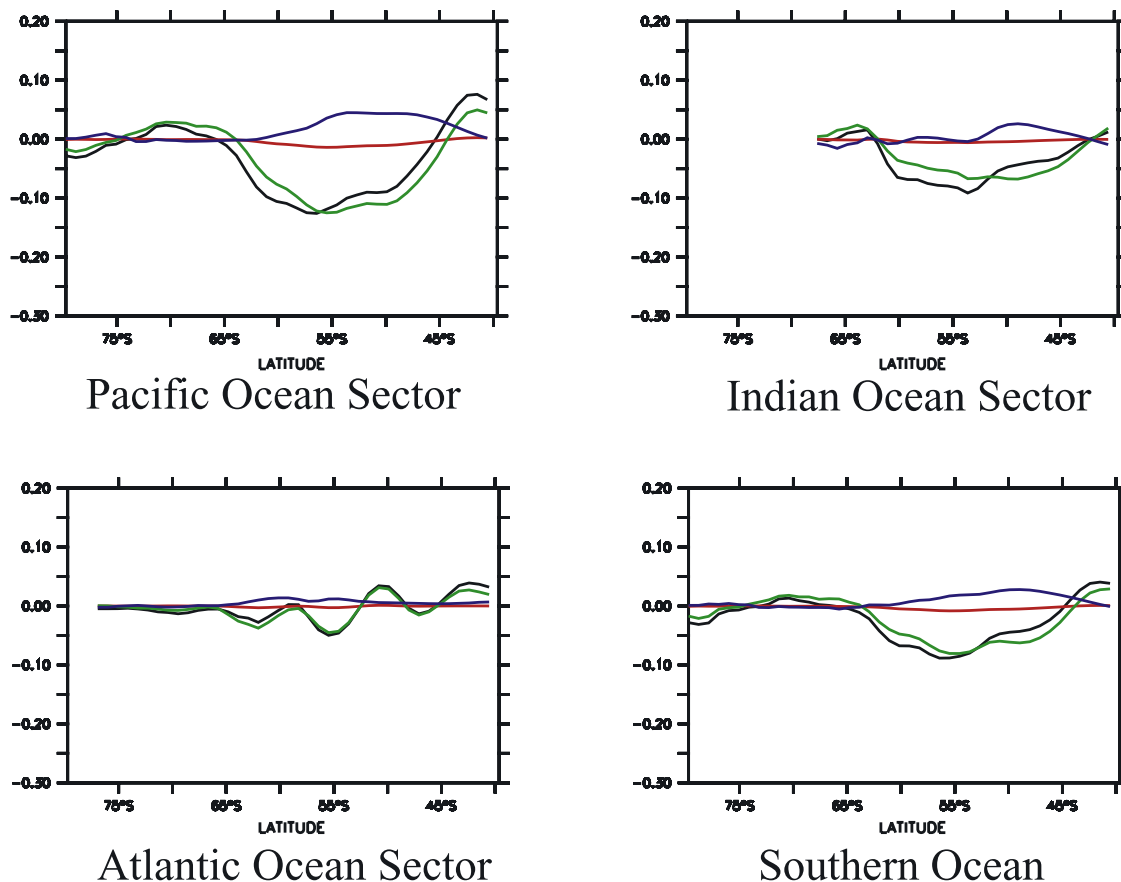 0.20 0.20
0.10 0.10
0.00 0.00
-0.10 -0.10
-0.20 -0.20
-0.30 -0.30
75°S 65°S 55°S 45°S 75°S 65°S 55°S 45°S
LATITUDE LATITUDE
Pacific Ocean Sector Indian Ocean Sector
0.20 0.20
0.10 0.10
0.00 0.00
-0.10 -0.10
-0.20 -0.20
-0.30 -0.30
75°S 65°S 55°S 45°S 75°S 65°S 55°S 45°S
LATITUDE LATITUDE
Atlantic Ocean Sector Southern Ocean